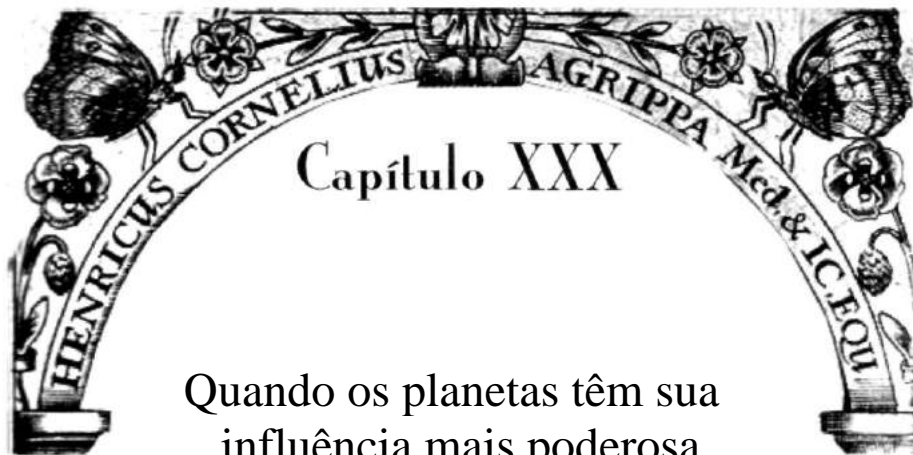 HENRICUS CORNELIUS AGRIPPA Med. & IC. EQU
Capítulo XXX
Quando os planetas têm sua
influência mais poderosa